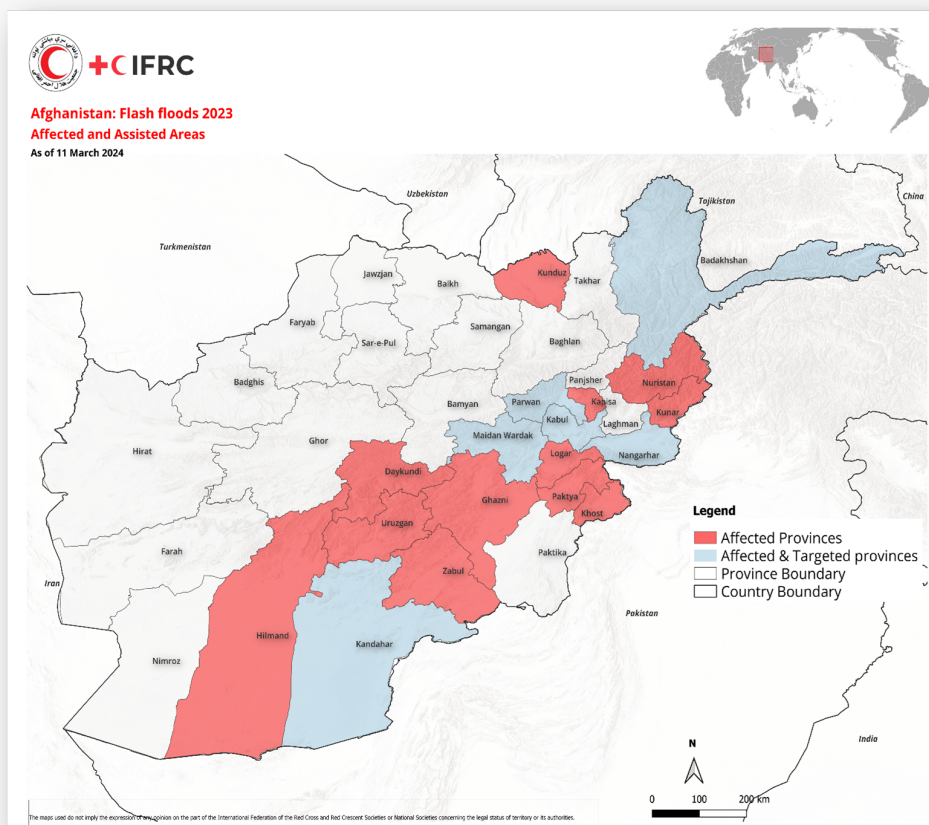 IFRC
Afghanistan: Flash floods 2023
Affected and Assisted Areas
As of 11 March 2024
Uzbekistan
Tajikistan
China
Turkmenistan
Badakhshan
Jawzjan
Kunduz
Takhar
Balkh
Faryab
Samangan
Sar-e-Pul
Baghlan
Badghis
Panjsher
Nuristan
Bamyan
Parwan
Kapisa
Kunar
Kabul
Laghman
Maidan Wardak
Ghor
Hirat
Logar
Nangarhar
Daykundi
Ghazni
Paktya
Khost
Uruzgan
Farah
Paktika
Zabul
Iran
Pakistan
Hilmand
Kandahar
Nimroz
India
Legend
Affected Provinces
Affected & Targeted provinces
Province Boundary
Country Boundary
N
0 100 200 km
The maps used do not imply the expression of any opinion on the part of the International Federation of the Red Cross and Red Crescent Societies or National Societies concerning the legal status of territory or its authorities.